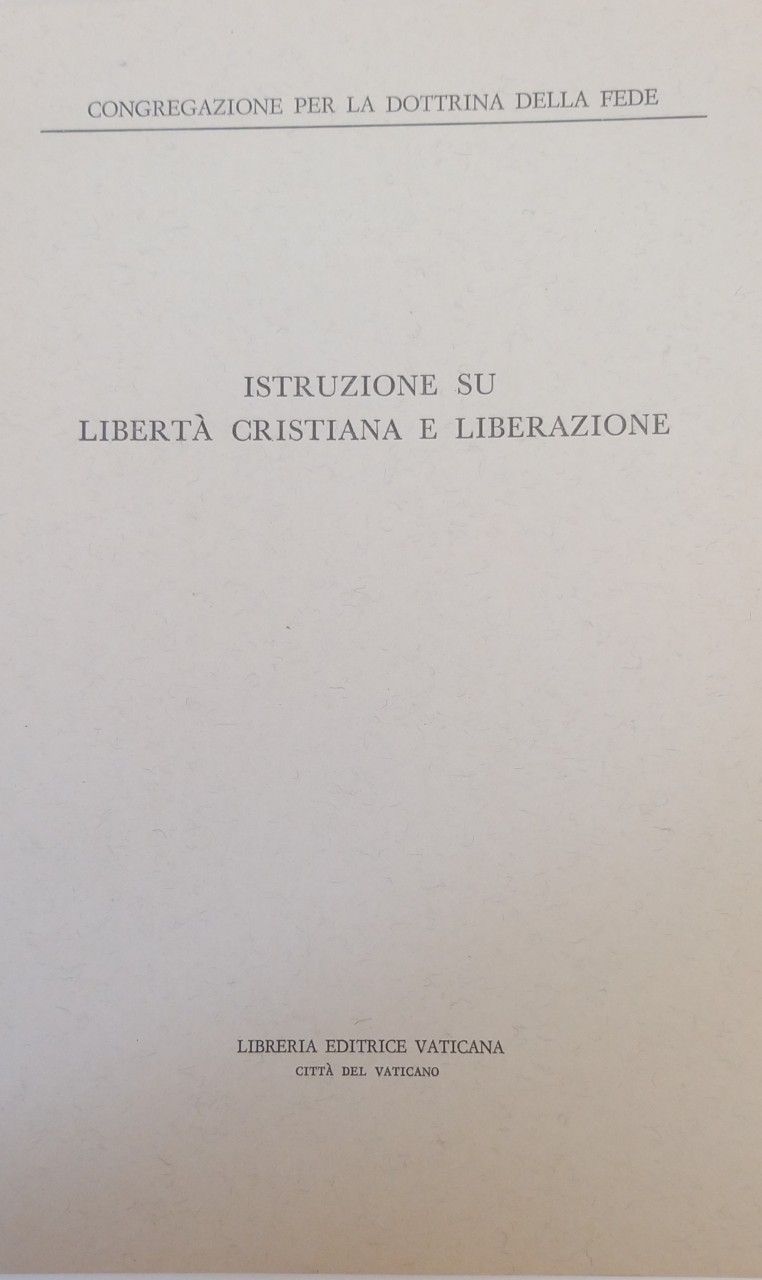 CONGREGAZIONE PER LA DOTTRINA DELLA FEDE
ISTRUZIONE SU
LIBERTÀ CRISTIANA E LIBERAZIONE
LIBRERIA EDITRICE VATICANA
CITTÀ DEL VATICANO